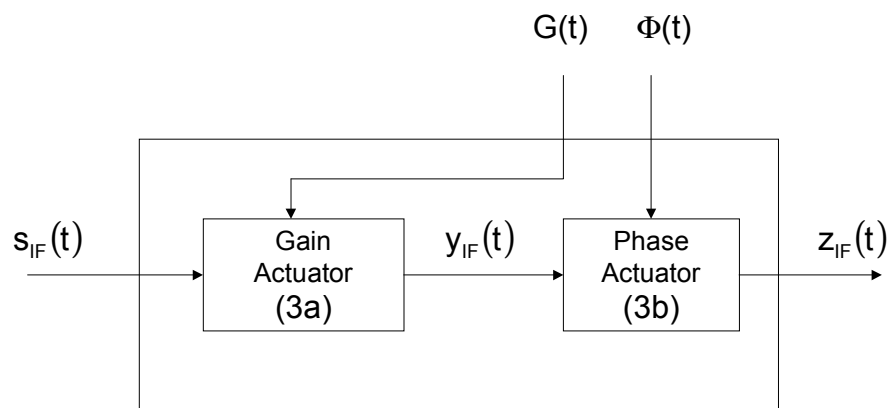 G(t) Φ(t)
s_IF(t)
Gain
Actuator
(3a)
y_IF(t)
Phase
Actuator
(3b)
z_IF(t)